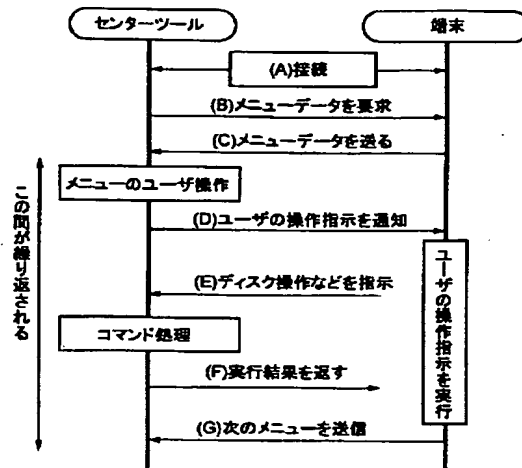 センターツール
端末
(A)接続
(B)メニューデータを要求
(C)メニューデータを送る
メニューのユーザ操作
(D)ユーザの操作指示を通知
(E)ディスク操作などを指示
コマンド処理
(F)実行結果を返す
(G)次のメニューを送信
この間が繰り返される
ユーザの操作指示を実行